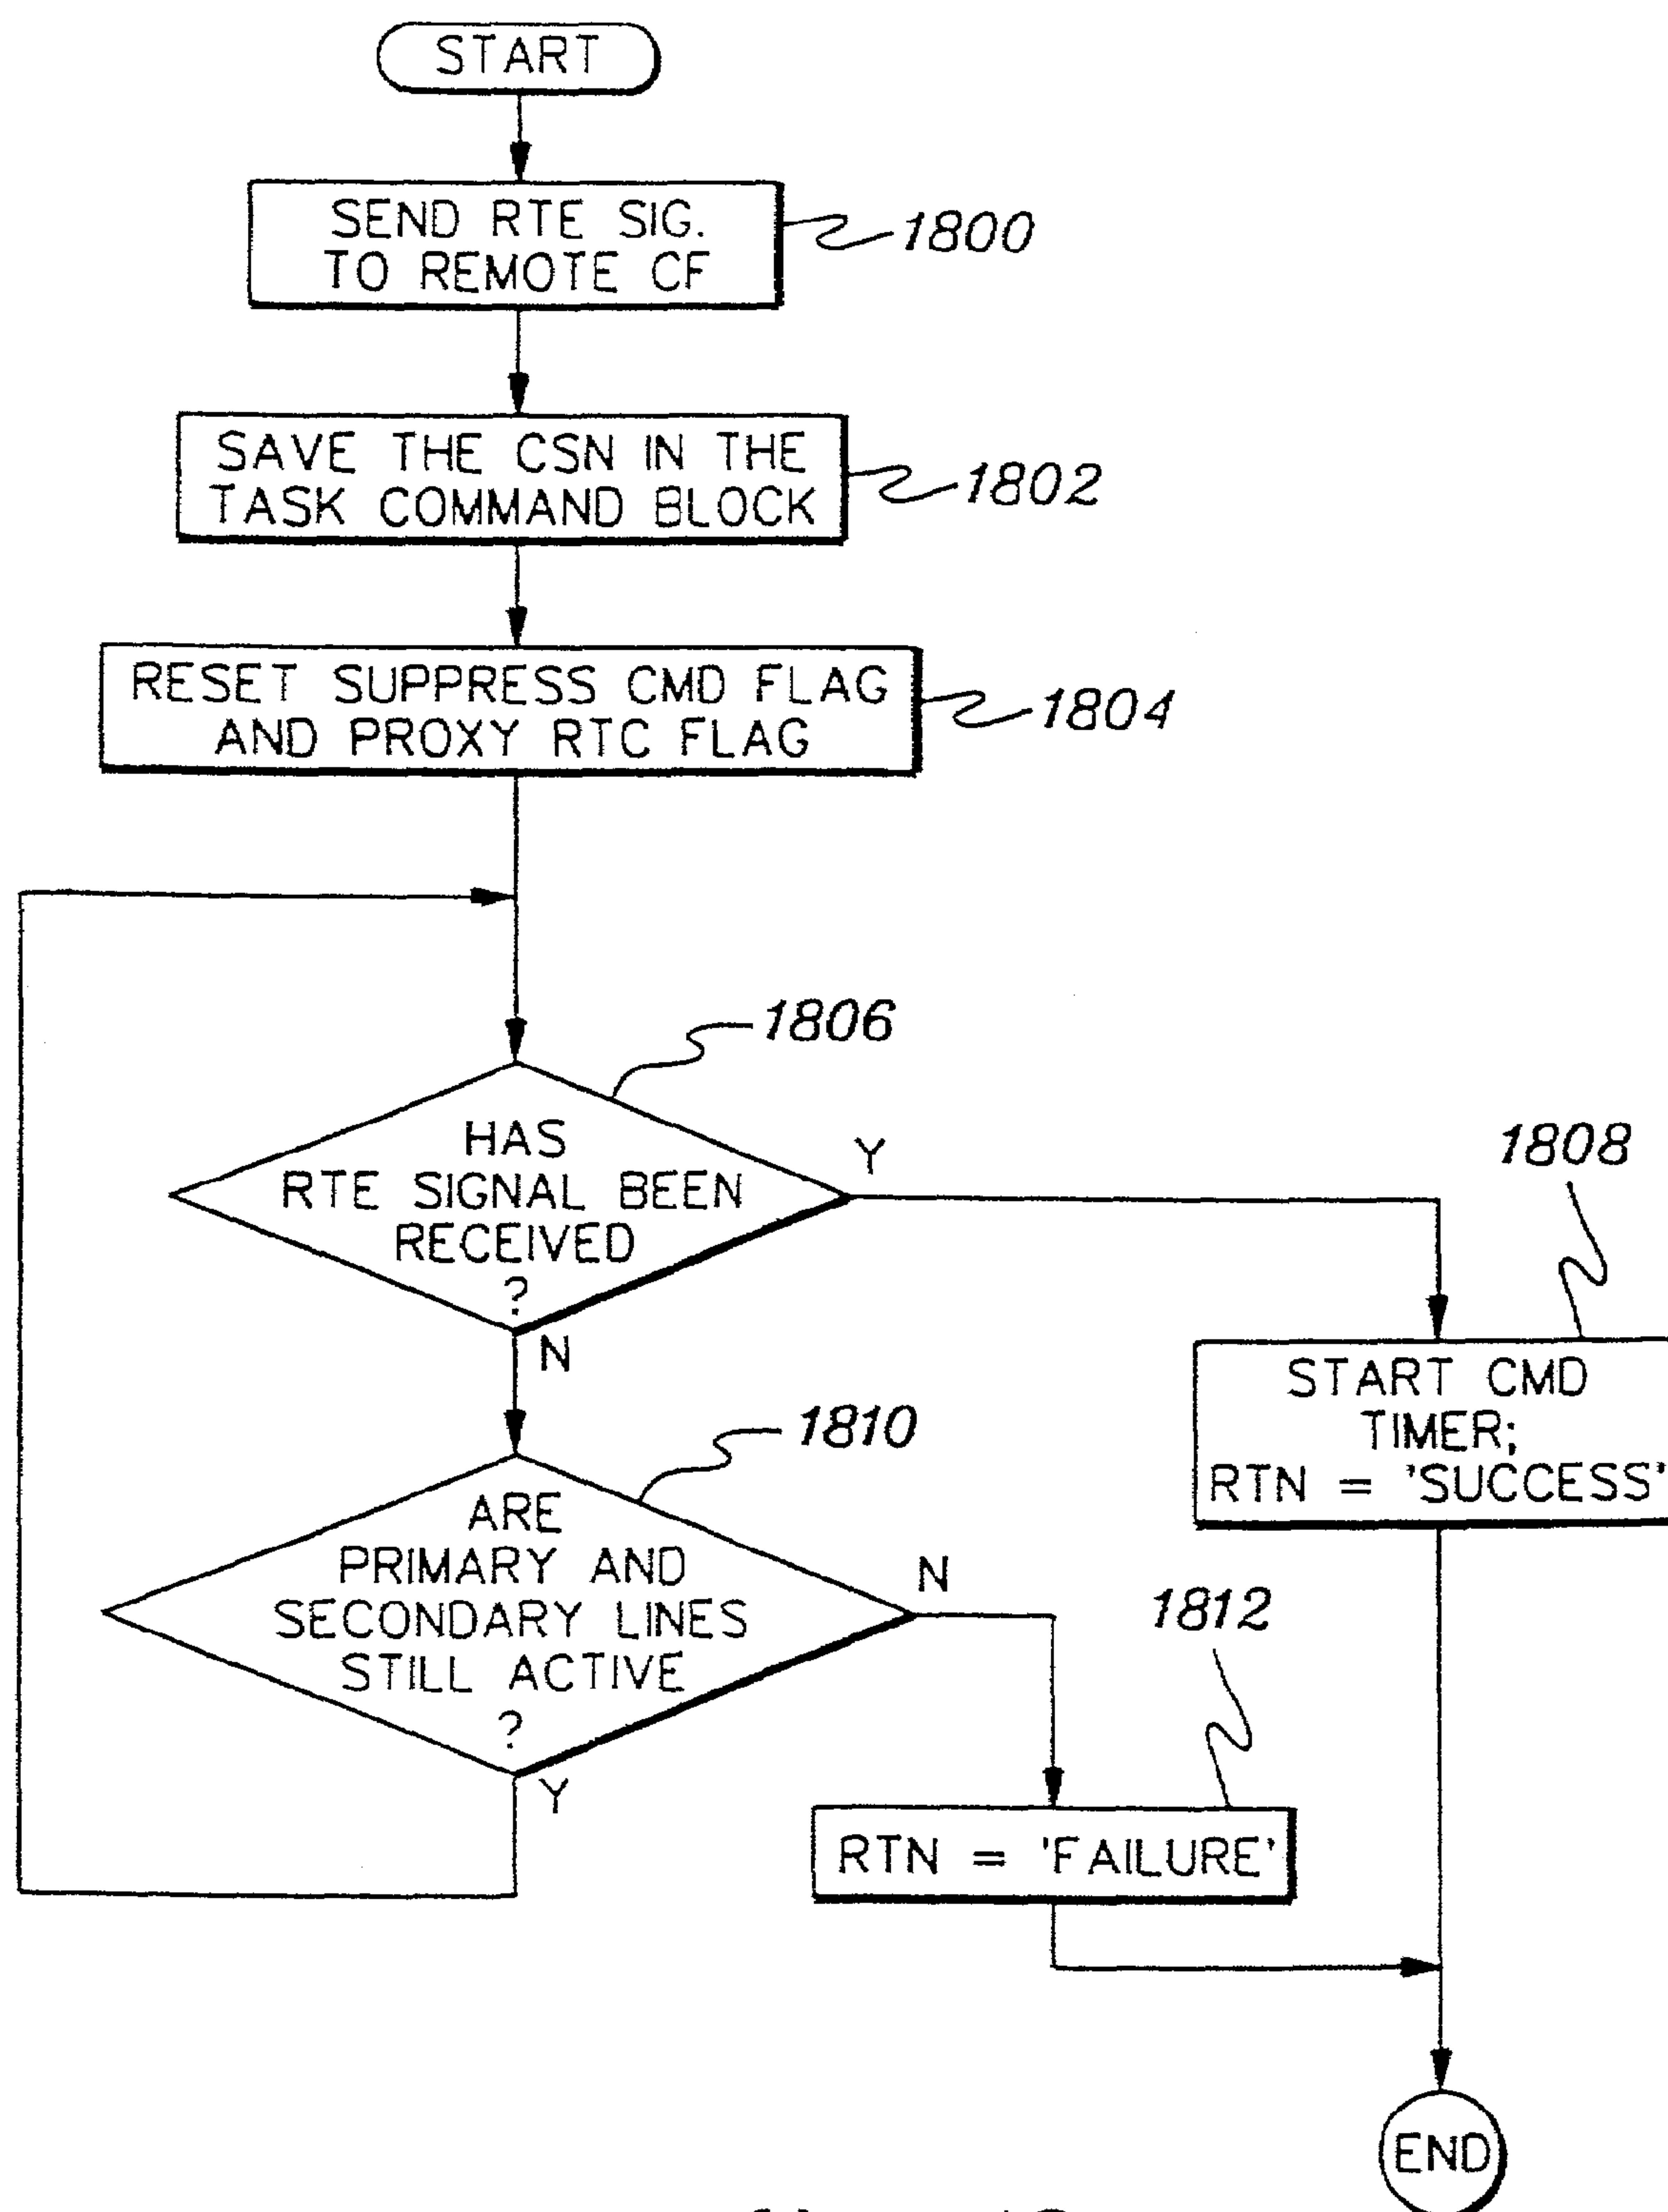 START
SEND RTE SIG.
TO REMOTE CF
1800
SAVE THE CSN IN THE
TASK COMMAND BLOCK
1802
RESET SUPPRESS CMD FLAG
AND PROXY RTC FLAG
1804
1806
HAS
RTE SIGNAL BEEN
RECEIVED
?
Y
N
1808
START CMD
TIMER;
RTN = 'SUCCESS'
1810
ARE
PRIMARY AND
SECONDARY LINES
STILL ACTIVE
?
N
Y
1812
RTN = 'FAILURE'
END